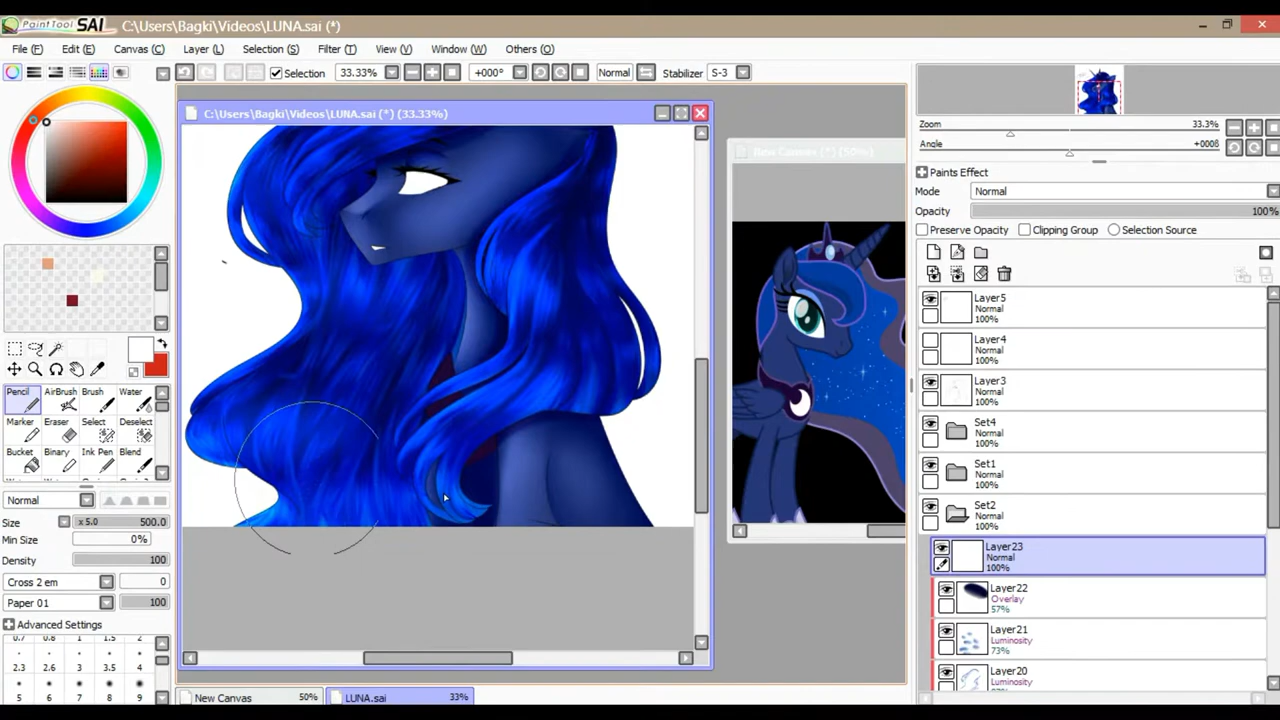 PaintTool SAI C:\Users\Bagki\Videos\LUNA.sai (*)
File (F) Edit (E) Canvas (C) Layer (L) Selection (S) Filter (T) View (V) Window (W) Others (O)
Selection 33.33% +000° Normal Stabilizer S-3
C:\Users\Bagki\Videos\LUNA.sai (*) (33.33%)
New Canvas (*) (50%)
Zoom 33.3%
Angle +000ß
Paints Effect
Mode Normal
Opacity 100%
Preserve Opacity Clipping Group Selection Source
Layer5
Normal
100%
Layer4
Normal
100%
Layer3
Normal
100%
Set4
Normal
100%
Set1
Normal
100%
Set2
Normal
100%
Layer23
Normal
100%
Layer22
Overlay
57%
Layer21
Luminosity
73%
Layer20
Luminosity
Pencil AirBrush Brush Water
Marker Eraser Select Deselect
Bucket Binary Ink Pen Blend
Normal
Size x 5.0 500.0
Min Size 0%
Density 100
Cross 2 em 0
Paper 01 100
Advanced Settings
0.7 0.8 1 1.5 2
2.3 2.6 3 3.5 4
5 6 7 8 9
New Canvas 50% LUNA.sai 33%